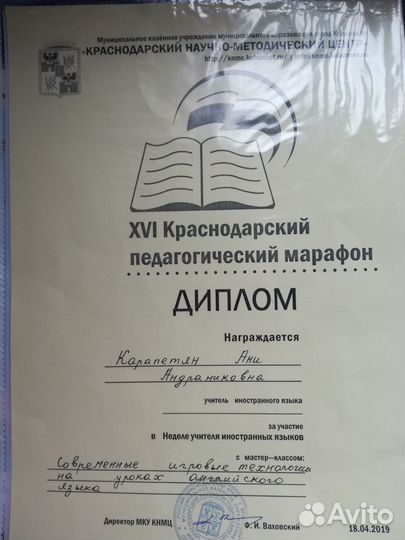 Муниципальное казённое учреждение муниципального образования город Краснодар
«КРАСНОДАРСКИЙ НАУЧНО-МЕТОДИЧЕСКИЙ ЦЕНТР»
XVI Краснодарский
педагогический марафон
ДИПЛОМ
Награждается
Карапетян Ани
Андраниковна
учитель иностранного языка
за участие
в Неделе учителя иностранных языков
с мастер-классом:
Современные игровые технологии
на уроках английского
языка
Директор МКУ КНМЦ Ф. И. Ваховский
18.04.2019
Avito